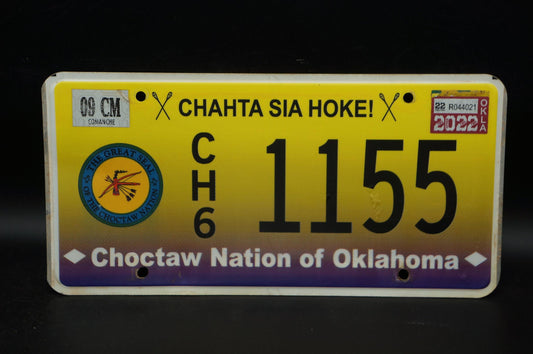 09 CM
COMANCHE
CHAHTA SIA HOKE!
22 R044021
2022
OKLA
THE GREAT SEAL
OF THE CHOCTAW NATION
CH6 1155
Choctaw Nation of Oklahoma